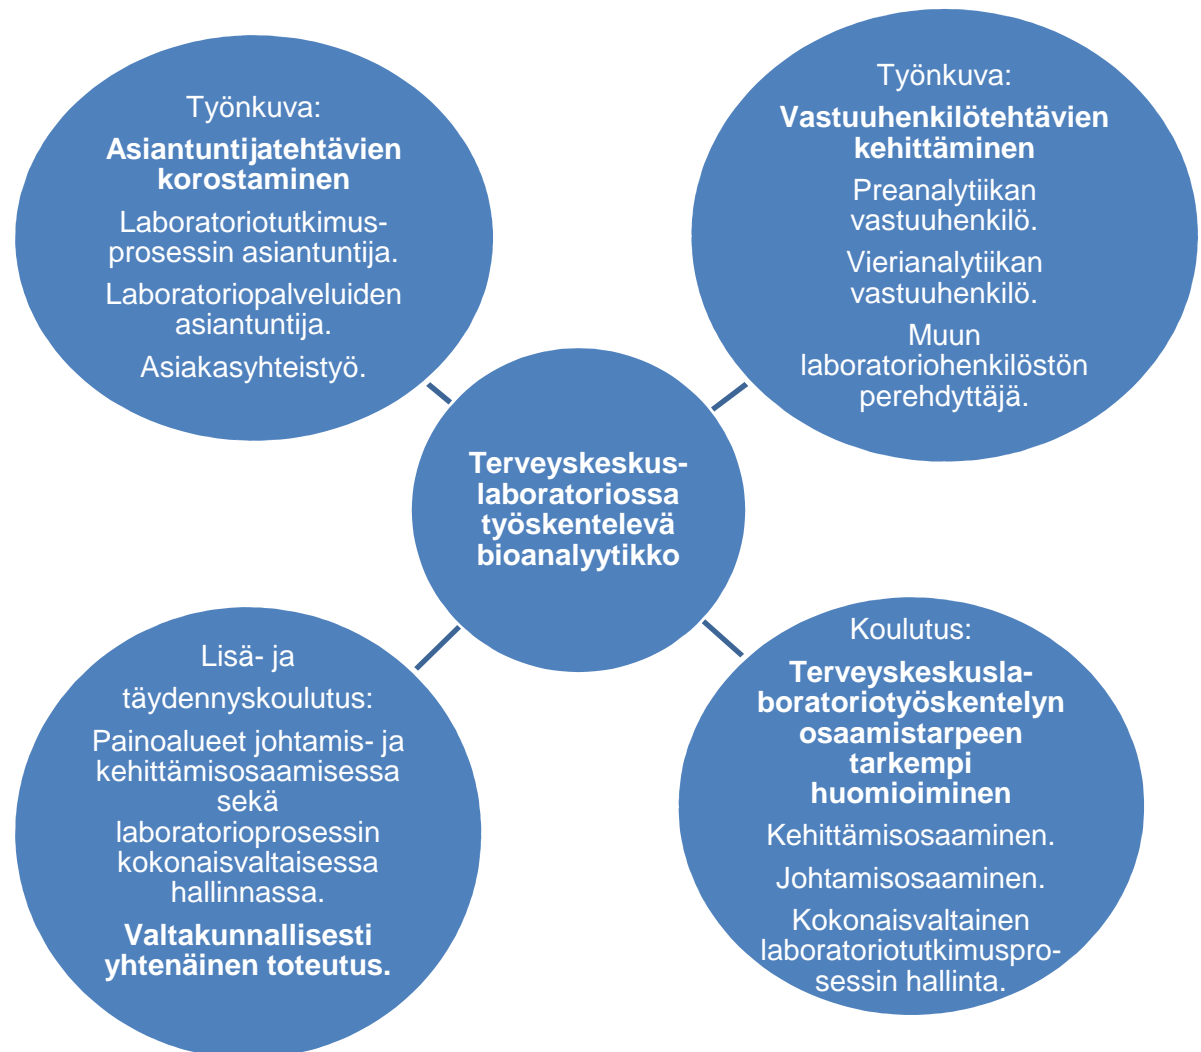 Työnkuva:
Asiantuntijatehtävien
korostaminen
Laboratoriotutkimus-
prosessin asiantuntija.
Laboratoriopalveluiden
asiantuntija.
Asiakasyhteistyö.
Työnkuva:
Vastuuhenkilötehtävien
kehittäminen
Preanalytiikan
vastuuhenkilö.
Vierianalytiikan
vastuuhenkilö.
Muun
laboratoriohenkilöstön
perehdyttäjä.
Terveyskeskus-
laboratoriossa
työskentelevä
bioanalyytikko
Lisä- ja
täydennyskoulutus:
Painoalueet johtamis- ja
kehittämisosaamisessa
sekä
laboratorioprosessin
kokonaisvaltaisessa
hallinnassa.
Valtakunnallisesti
yhtenäinen toteutus.
Koulutus:
Terveyskeskusla-
boratoriotyöskentelyn
osaamistarpeen
tarkempi
huomioiminen
Kehittämisosaaminen.
Johtamisosaaminen.
Kokonaisvaltainen
laboratoriotutkimuspro-
sessin hallinta.